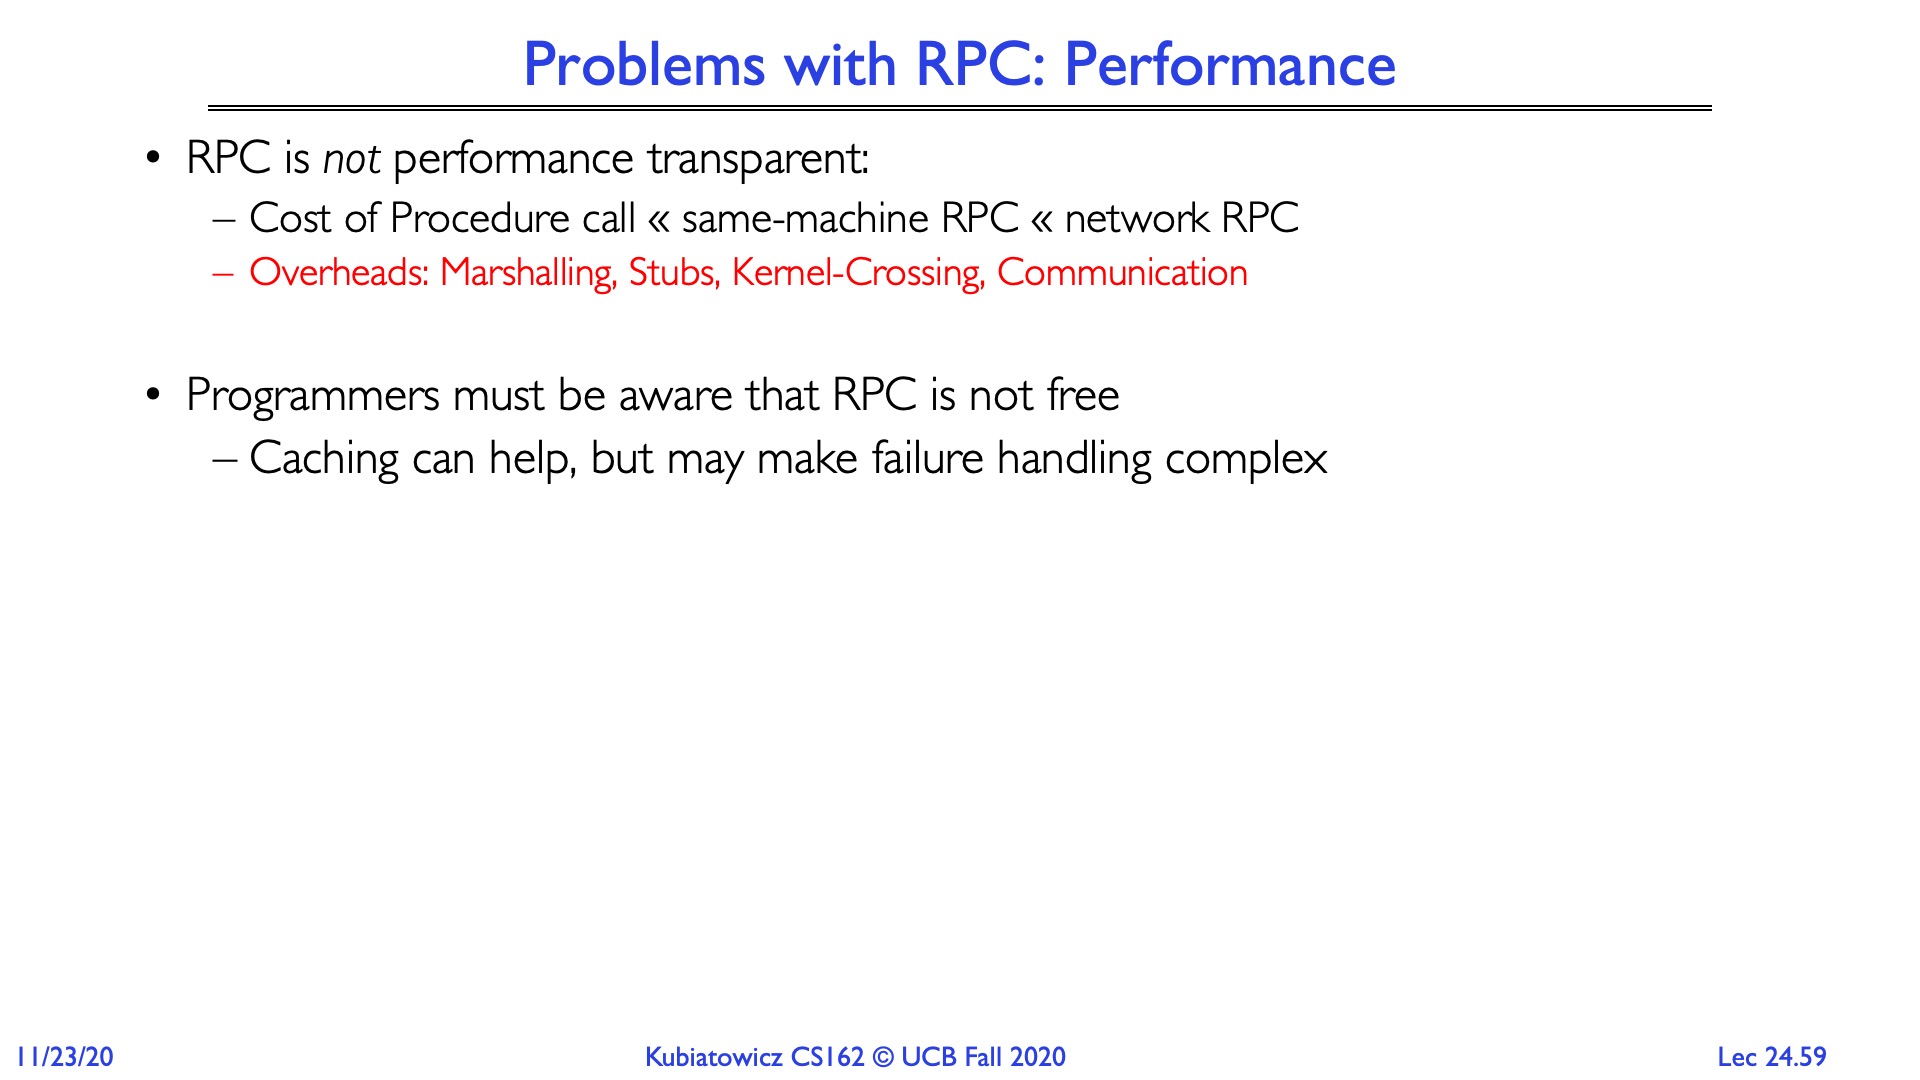 Problems with RPC: Performance
• RPC is not performance transparent:
– Cost of Procedure call « same-machine RPC « network RPC
– Overheads: Marshalling, Stubs, Kernel-Crossing, Communication
• Programmers must be aware that RPC is not free
– Caching can help, but may make failure handling complex
11/23/20
Kubiatowicz CS162 © UCB Fall 2020
Lec 24.59